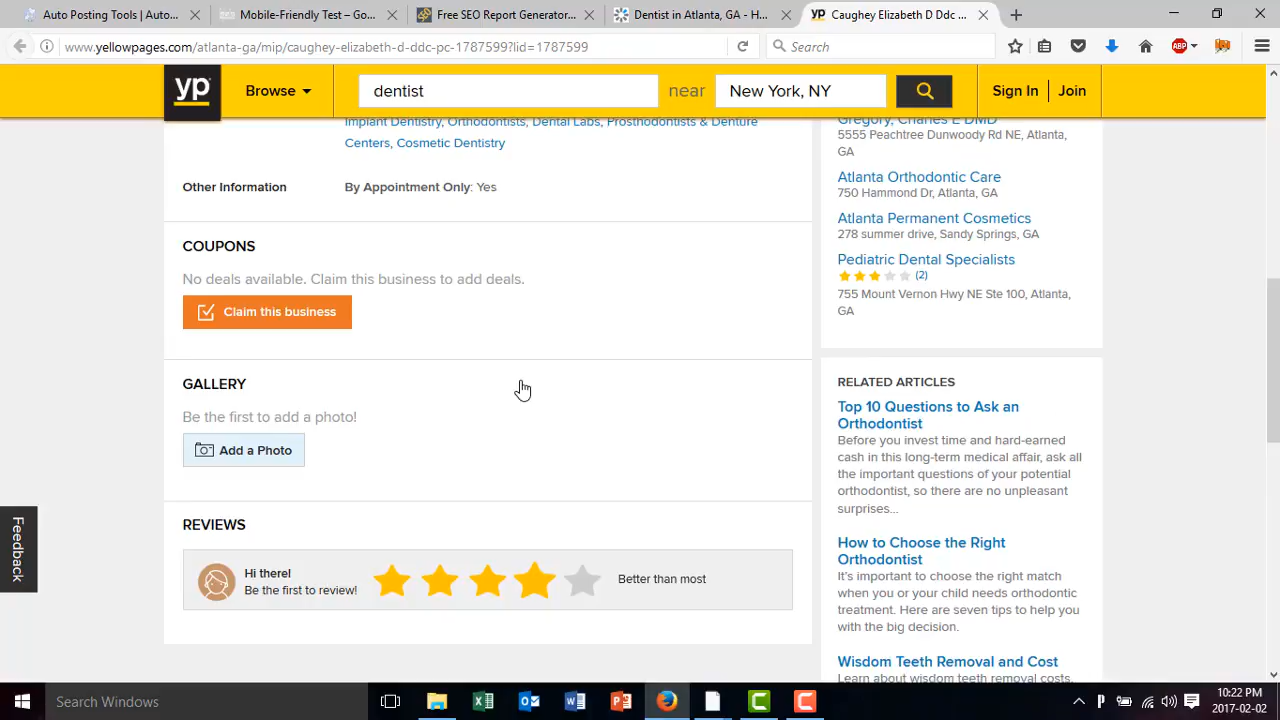 Auto Posting Tools / Auto...
Mobile-Friendly Test – Go...
Free SEO Report Generator...
Dentist in Atlanta, GA - H...
yp Caughey Elizabeth D Ddc ...
www.yellowpages.com/atlanta-ga/mip/caughey-elizabeth-d-ddc-pc-1787599?lid=1787599
Search
ABP
yp
Browse
dentist
near
New York, NY
Sign In
Join
Implant Dentistry, Orthodontists, Dental Labs, Prosthodontists & Denture
Centers, Cosmetic Dentistry
Other Information
By Appointment Only: Yes
COUPONS
No deals available. Claim this business to add deals.
Claim this business
GALLERY
Be the first to add a photo!
Add a Photo
REVIEWS
Hi there!
Be the first to review!
Better than most
Gregory, Charles E DMD
5555 Peachtree Dunwoody Rd NE, Atlanta,
GA
Atlanta Orthodontic Care
750 Hammond Dr, Atlanta, GA
Atlanta Permanent Cosmetics
278 summer drive, Sandy Springs, GA
Pediatric Dental Specialists
(2)
755 Mount Vernon Hwy NE Ste 100, Atlanta,
GA
RELATED ARTICLES
Top 10 Questions to Ask an
Orthodontist
Before you invest time and hard-earned
cash in this long-term medical affair, ask all
the important questions of your potential
orthodontist, so there are no unpleasant
surprises...
How to Choose the Right
Orthodontist
It's important to choose the right match
when you or your child needs orthodontic
treatment. Here are seven tips to help you
with the big decision.
Wisdom Teeth Removal and Cost
Learn about wisdom teeth removal costs,
Feedback
Search Windows
10:22 PM
2017-02-02